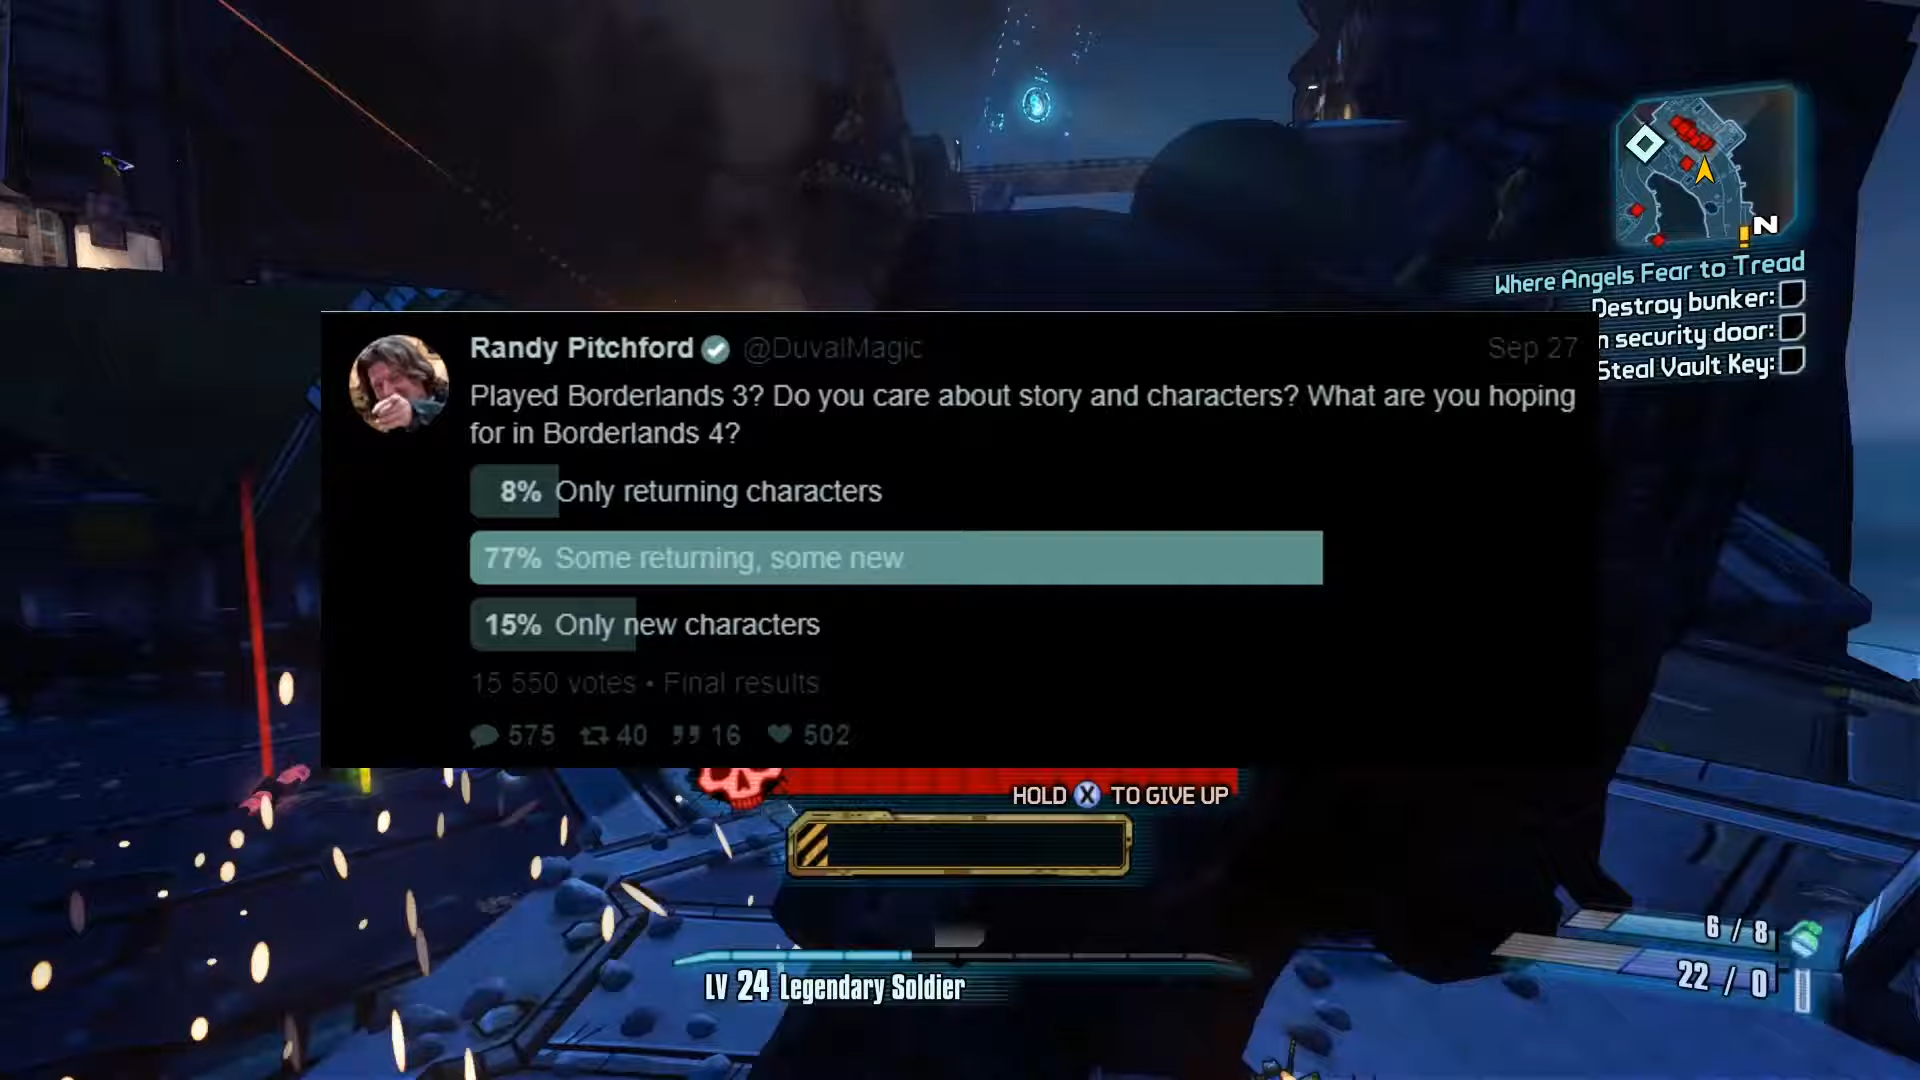 N
Where Angels Fear to Tread
Destroy bunker:
n security door:
Steal Vault Key:
Randy Pitchford @DuvalMagic Sep 27
Played Borderlands 3? Do you care about story and characters? What are you hoping
for in Borderlands 4?
8% Only returning characters
77% Some returning, some new
15% Only new characters
15 550 votes • Final results
575 40 16 502
HOLD X TO GIVE UP
6 / 8
22 / 0
LV 24 Legendary Soldier